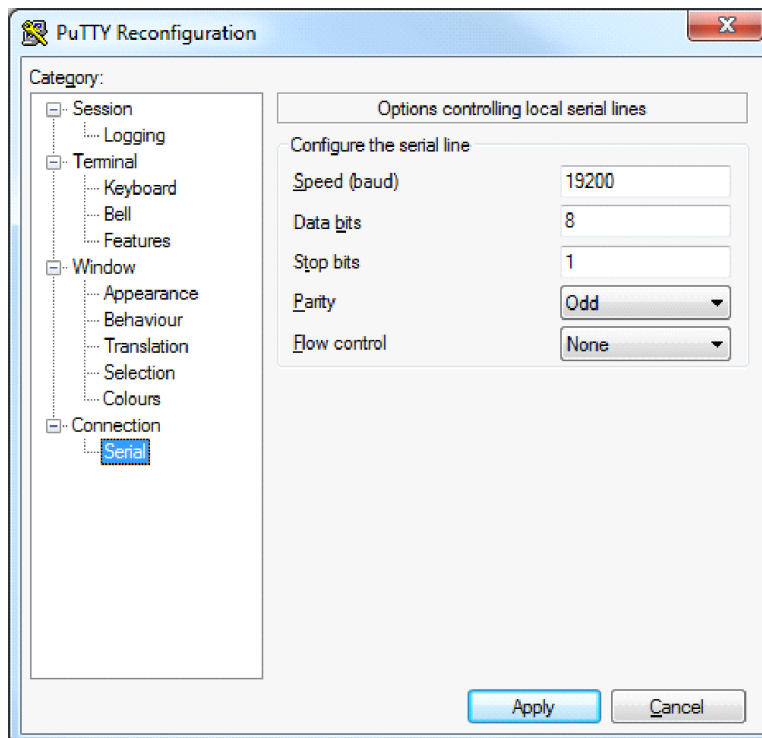 PuTTY Reconfiguration
Category:
Session
Logging
Terminal
Keyboard
Bell
Features
Window
Appearance
Behaviour
Translation
Selection
Colours
Connection
Serial
Options controlling local serial lines
Configure the serial line
Speed (baud) 19200
Data bits 8
Stop bits 1
Parity Odd
Flow control None
Apply Cancel